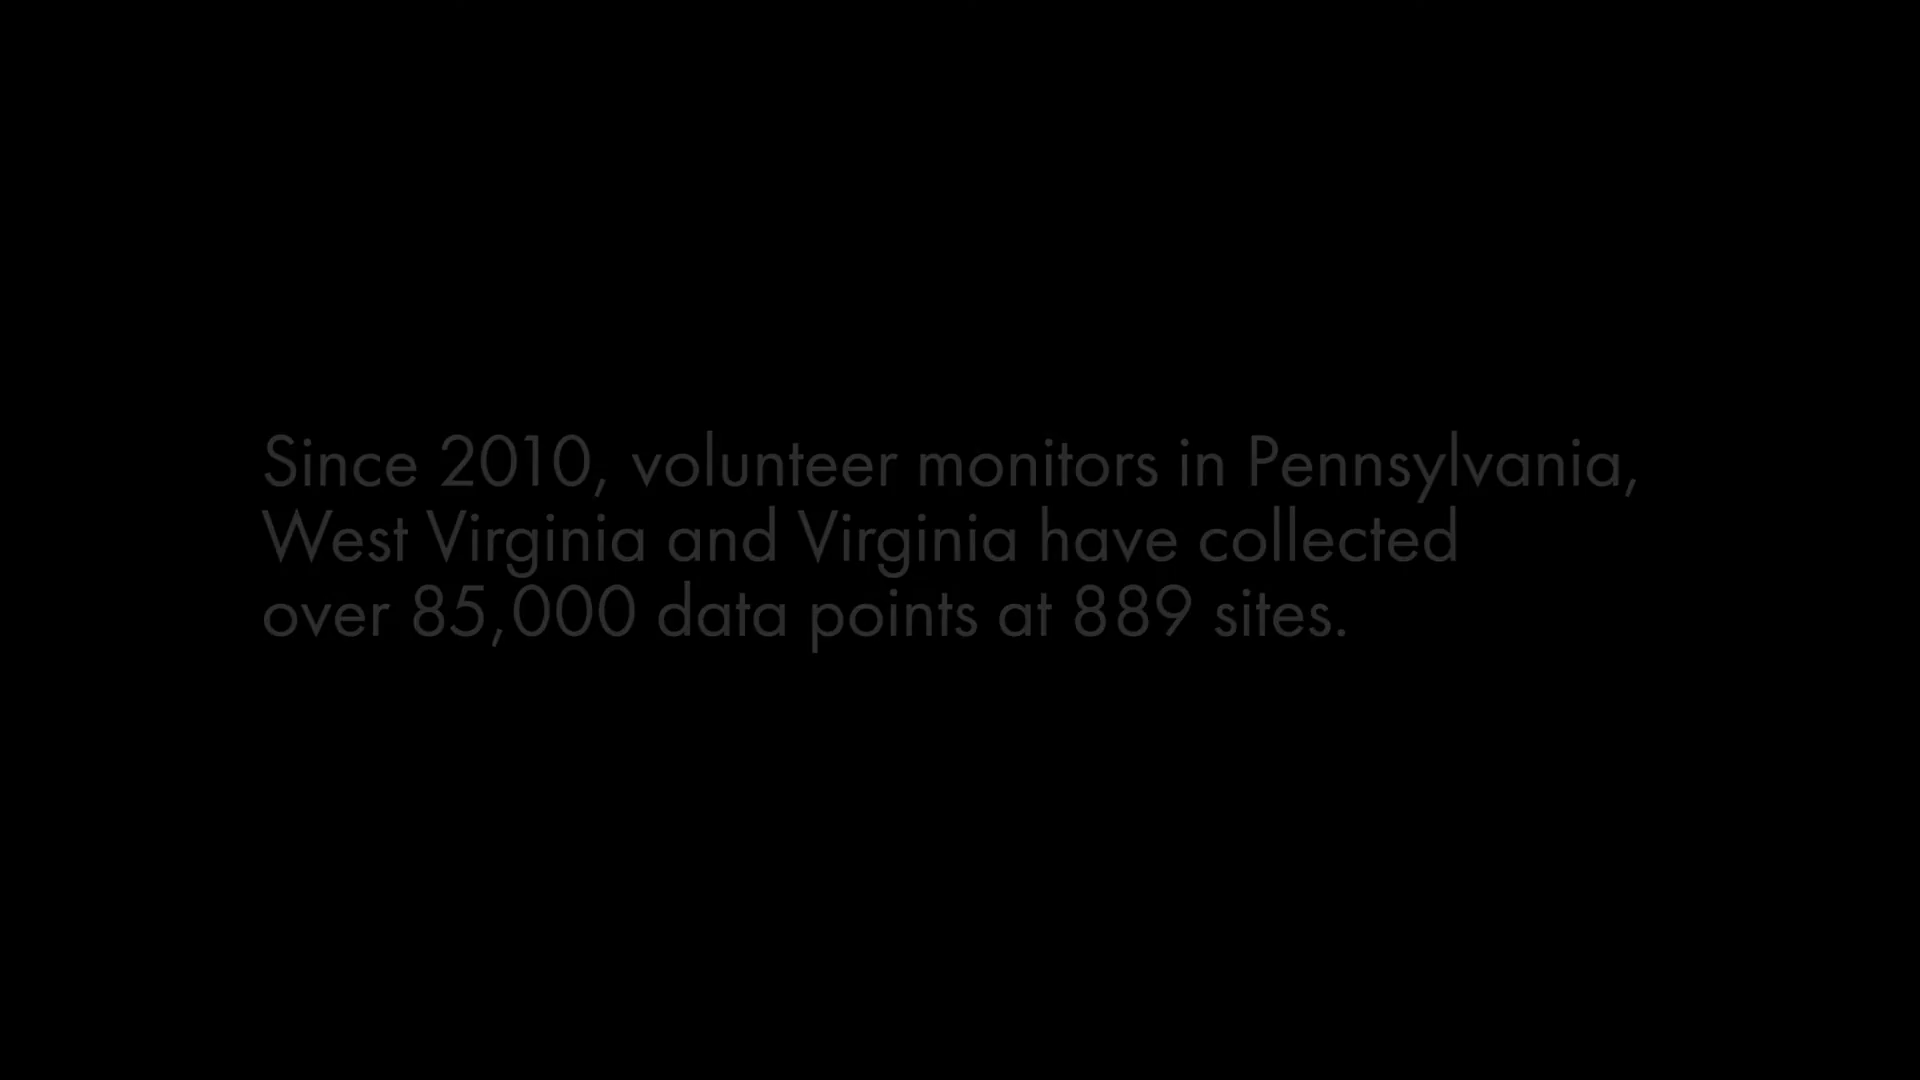 Since 2010, volunteer monitors in Pennsylvania,
West Virginia and Virginia have collected
over 85,000 data points at 889 sites.